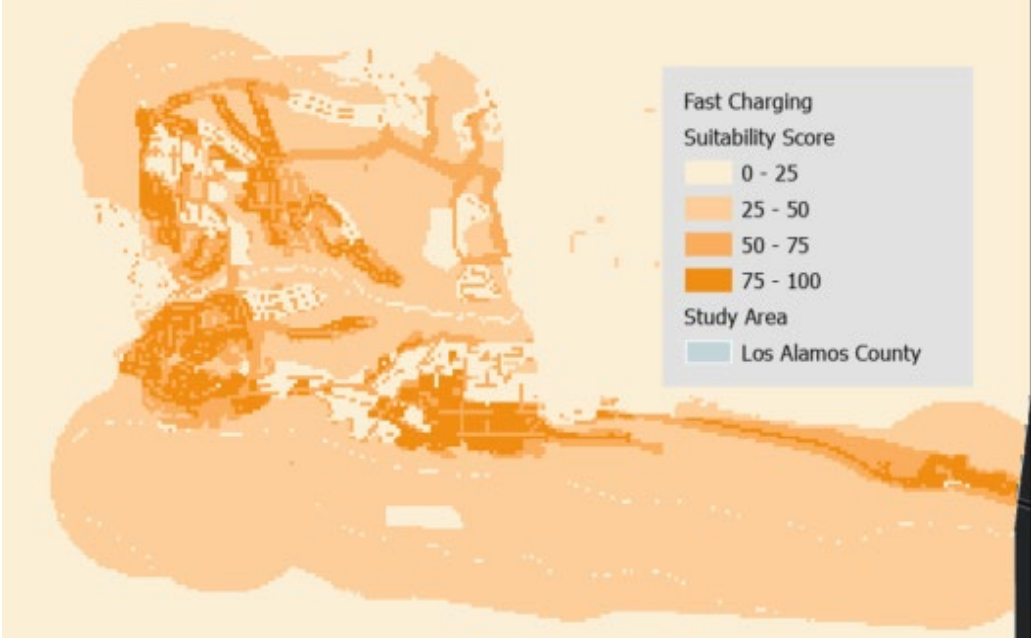 Fast Charging
Suitability Score
0 - 25
25 - 50
50 - 75
75 - 100
Study Area
Los Alamos County